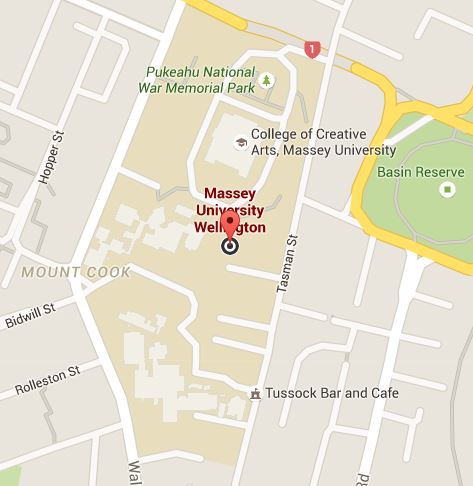 1
Pukeahu National
War Memorial Park
College of Creative
Arts, Massey University
Hopper St
Basin Reserve
Massey
University
Wellington
Tasman St
MOUNT COOK
Bidwill St
Rolleston St
Tussock Bar and Cafe
Wal
Rd